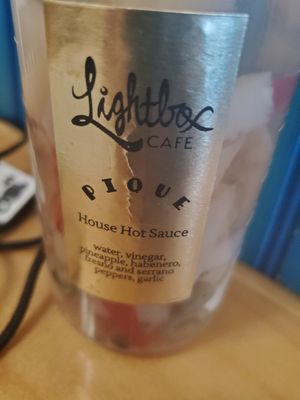 Lightbox
CAFE
PIQUE
House Hot Sauce
water, vinegar,
pineapple, habenero,
fresno and serrano
peppers, garlic